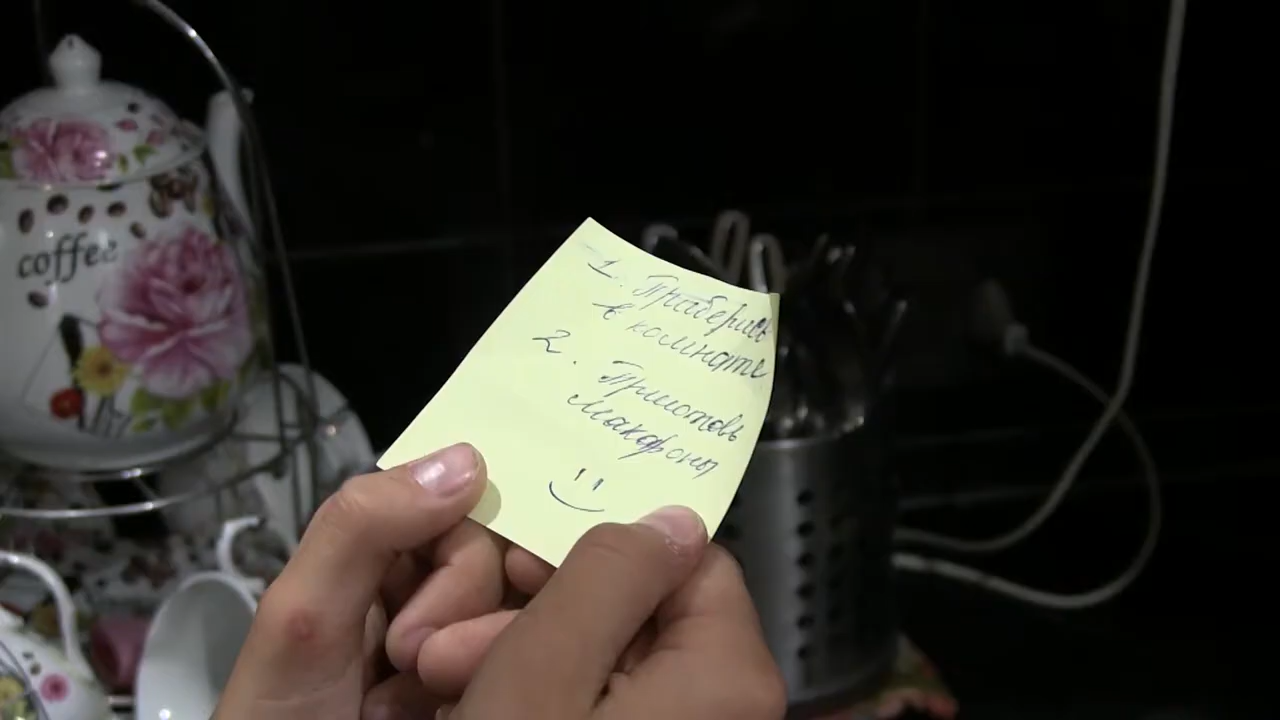 coffee
1. Приберись
в комнате
2. Приготовь
Макароны